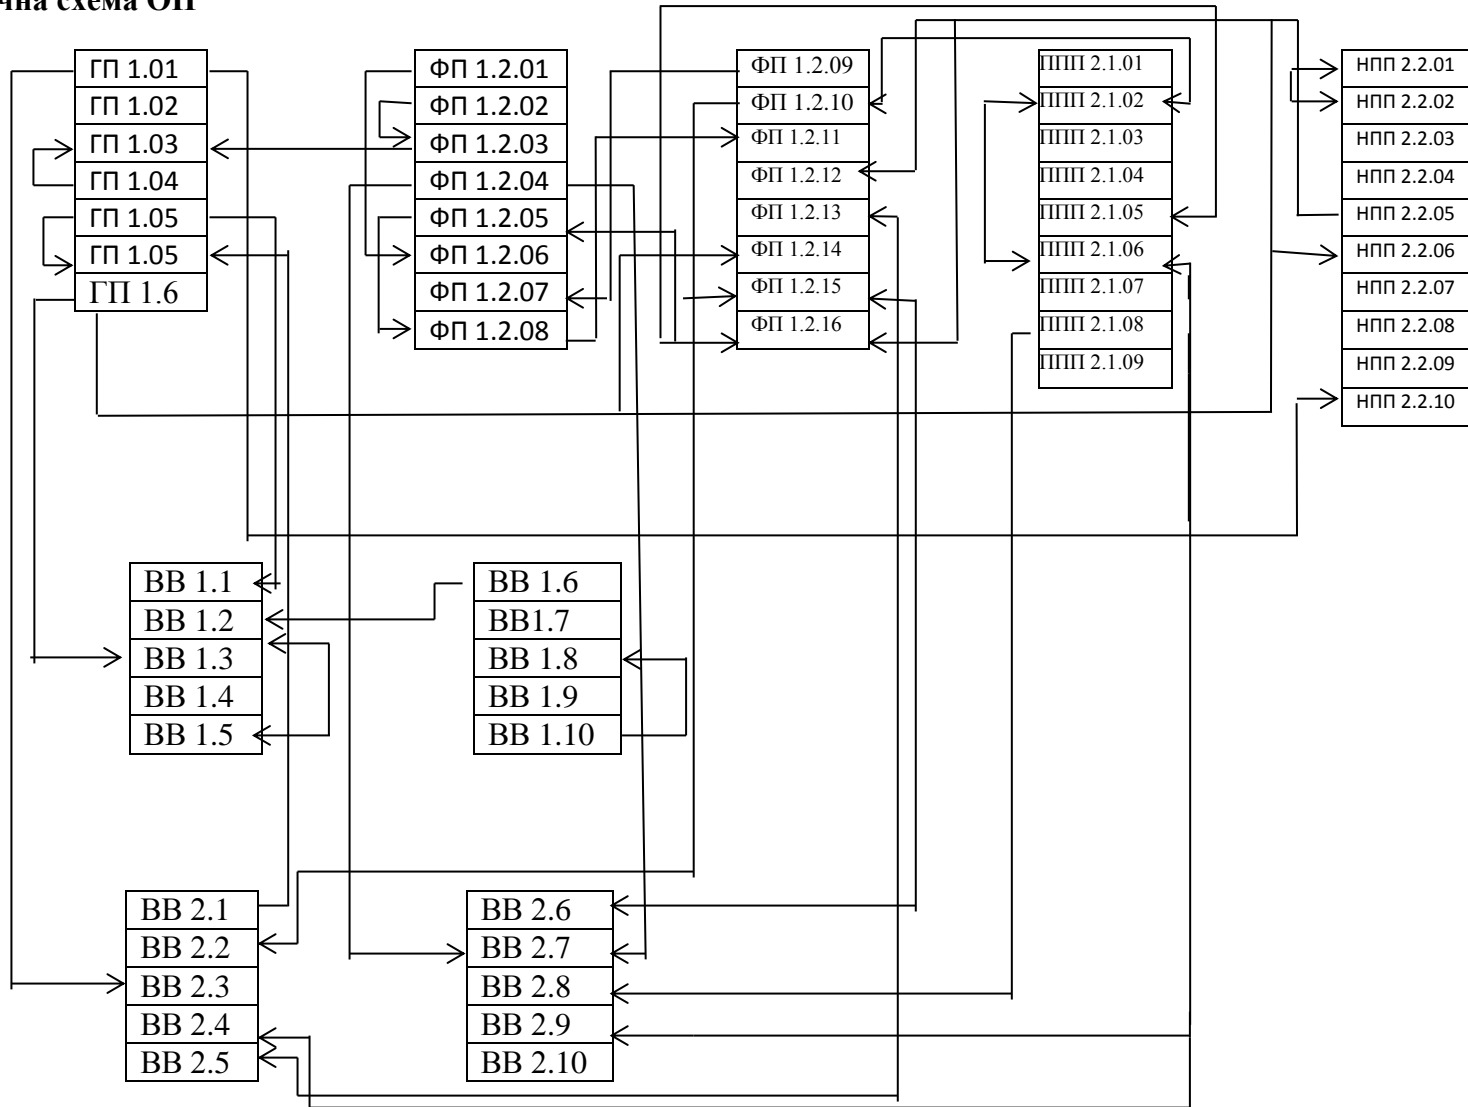 чна схема ОП
ГП 1.01
ГП 1.02
ГП 1.03
ГП 1.04
ГП 1.05
ГП 1.05
ГП 1.6
ФП 1.2.01
ФП 1.2.02
ФП 1.2.03
ФП 1.2.04
ФП 1.2.05
ФП 1.2.06
ФП 1.2.07
ФП 1.2.08
ФП 1.2.09
ФП 1.2.10
ФП 1.2.11
ФП 1.2.12
ФП 1.2.13
ФП 1.2.14
ФП 1.2.15
ФП 1.2.16
ППП 2.1.01
ППП 2.1.02
ППП 2.1.03
ППП 2.1.04
ППП 2.1.05
ППП 2.1.06
ППП 2.1.07
ППП 2.1.08
ППП 2.1.09
НПП 2.2.01
НПП 2.2.02
НПП 2.2.03
НПП 2.2.04
НПП 2.2.05
НПП 2.2.06
НПП 2.2.07
НПП 2.2.08
НПП 2.2.09
НПП 2.2.10
ВВ 1.1
ВВ 1.2
ВВ 1.3
ВВ 1.4
ВВ 1.5
ВВ 1.6
ВВ1.7
ВВ 1.8
ВВ 1.9
ВВ 1.10
ВВ 2.1
ВВ 2.2
ВВ 2.3
ВВ 2.4
ВВ 2.5
ВВ 2.6
ВВ 2.7
ВВ 2.8
ВВ 2.9
ВВ 2.10